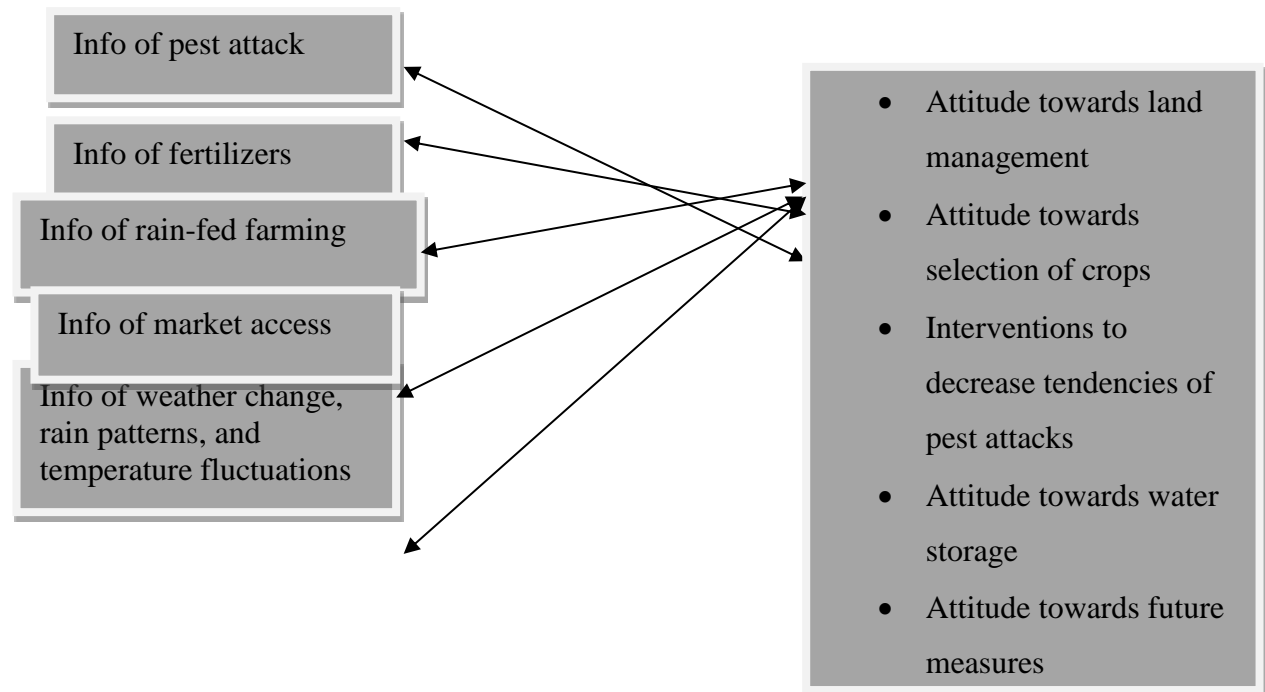 Info of pest attack
Info of fertilizers
Info of rain-fed farming
Info of market access
Info of weather change,
rain patterns, and
temperature fluctuations
• Attitude towards land
management
• Attitude towards
selection of crops
• Interventions to
decrease tendencies of
pest attacks
• Attitude towards water
storage
• Attitude towards future
measures